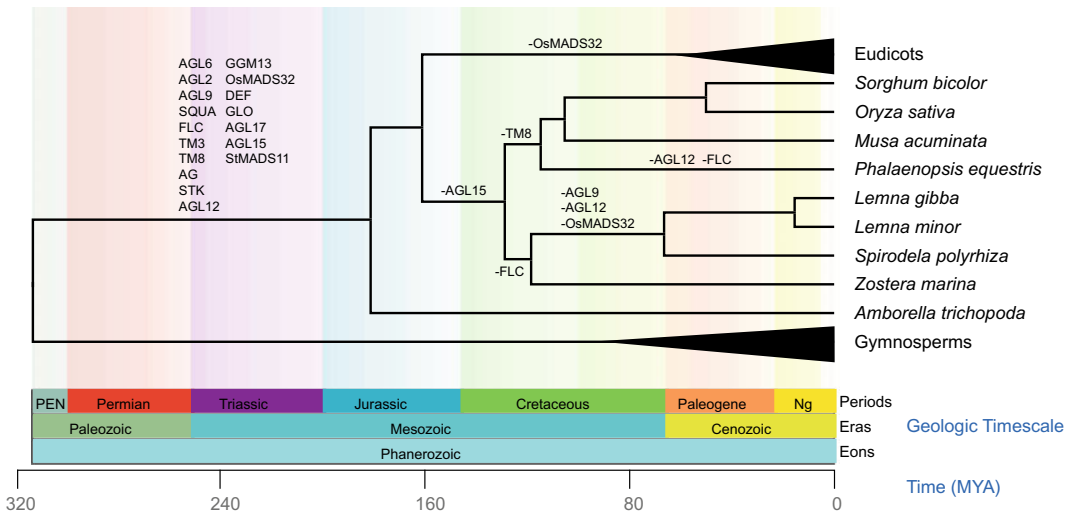 -OsMADS32
Eudicots
AGL6 GGM13
AGL2 OsMADS32
AGL9 DEF
SQUA GLO
FLC AGL17
TM3 AGL15
TM8 StMADS11
AG
STK
AGL12
Sorghum bicolor
Oryza sativa
-TM8
Musa acuminata
-AGL12 -FLC
Phalaenopsis equestris
-AGL15
-AGL9
-AGL12
-OsMADS32
Lemna gibba
Lemna minor
Spirodela polyrhiza
-FLC
Zostera marina
Amborella trichopoda
Gymnosperms
PEN Permian Triassic Jurassic Cretaceous Paleogene Ng Periods
Paleozoic Mesozoic Cenozoic Eras Geologic Timescale
Phanerozoic Eons
320 240 160 80 0 Time (MYA)